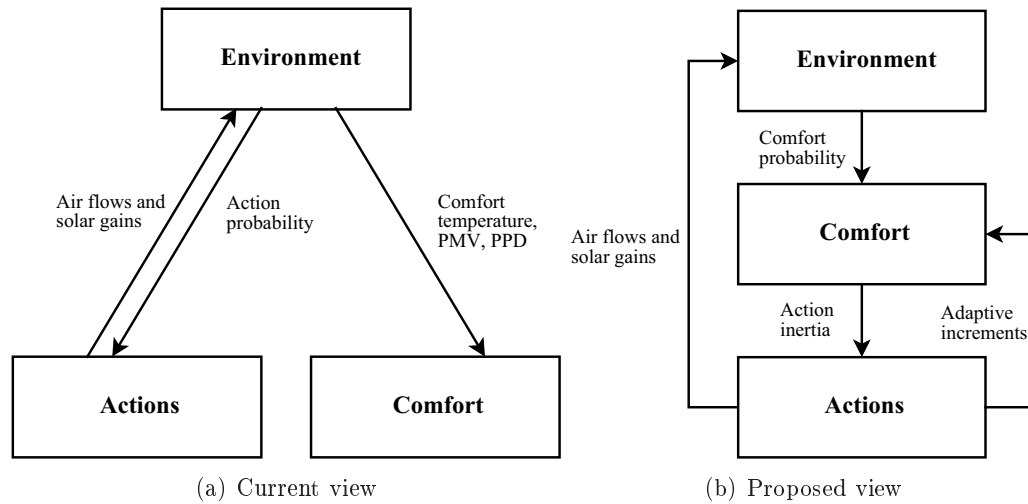 Environment
Air flows and
solar gains
Action
probability
Comfort
temperature,
PMV, PPD
Actions
Comfort
(a) Current view
Environment
Comfort
probability
Comfort
Air flows and
solar gains
Action
inertia
Adaptive
increments
Actions
(b) Proposed view